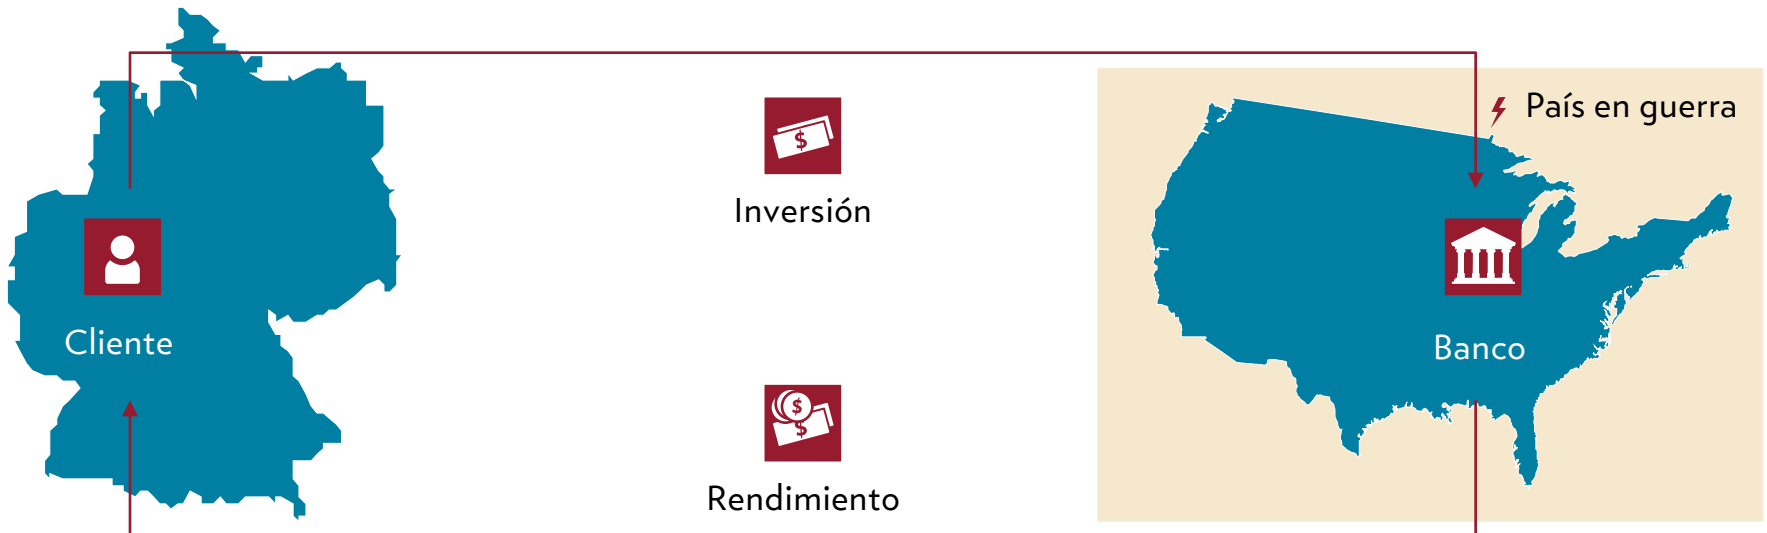 País en guerra
Inversión
Cliente
Banco
Rendimiento